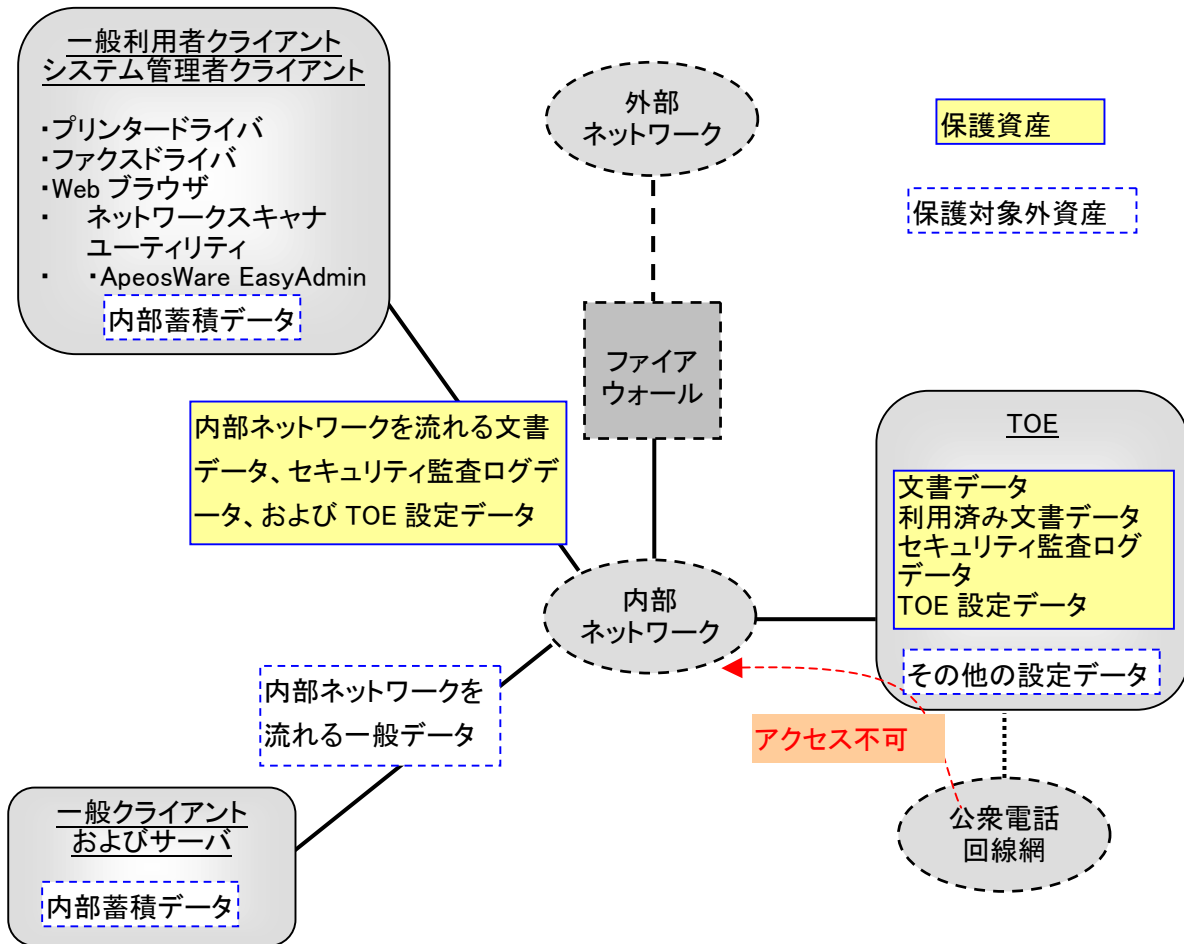 一般利用者クライアント
システム管理者クライアント
・プリンタードライバ
・ファクスドライバ
・Web ブラウザ
・ ネットワークスキャナ
ユーティリティ
・ ・ApeosWare EasyAdmin
内部蓄積データ
外部
ネットワーク
保護資産
保護対象外資産
ファイア
ウォール
内部ネットワークを流れる文書
データ、セキュリティ監査ログデ
ータ、および TOE 設定データ
TOE
文書データ
利用済み文書データ
セキュリティ監査ログ
データ
TOE 設定データ
その他の設定データ
内部
ネットワーク
内部ネットワークを
流れる一般データ
アクセス不可
公衆電話
回線網
一般クライアント
およびサーバ
内部蓄積データ